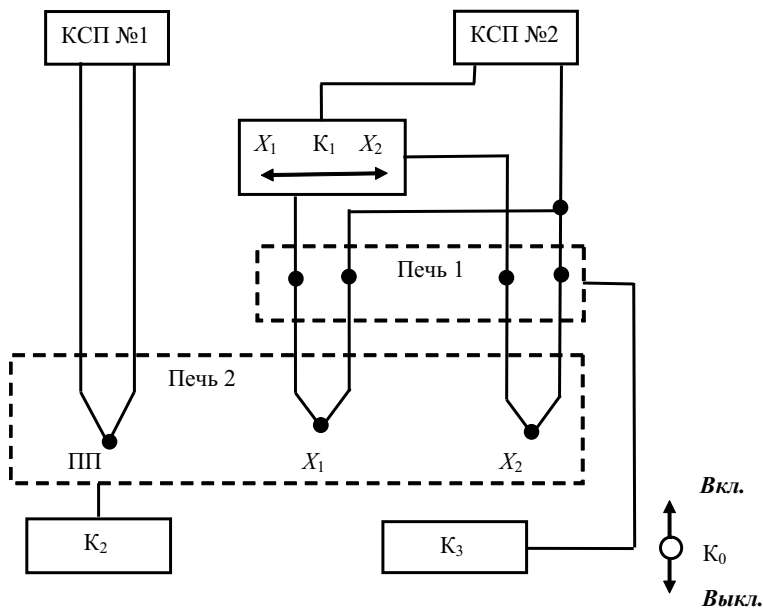 КСП №1
КСП №2
X₁ К₁ X₂
Печь 1
Печь 2
ПП
X₁
X₂
Вкл.
К₂
К₃
К₀
Выкл.